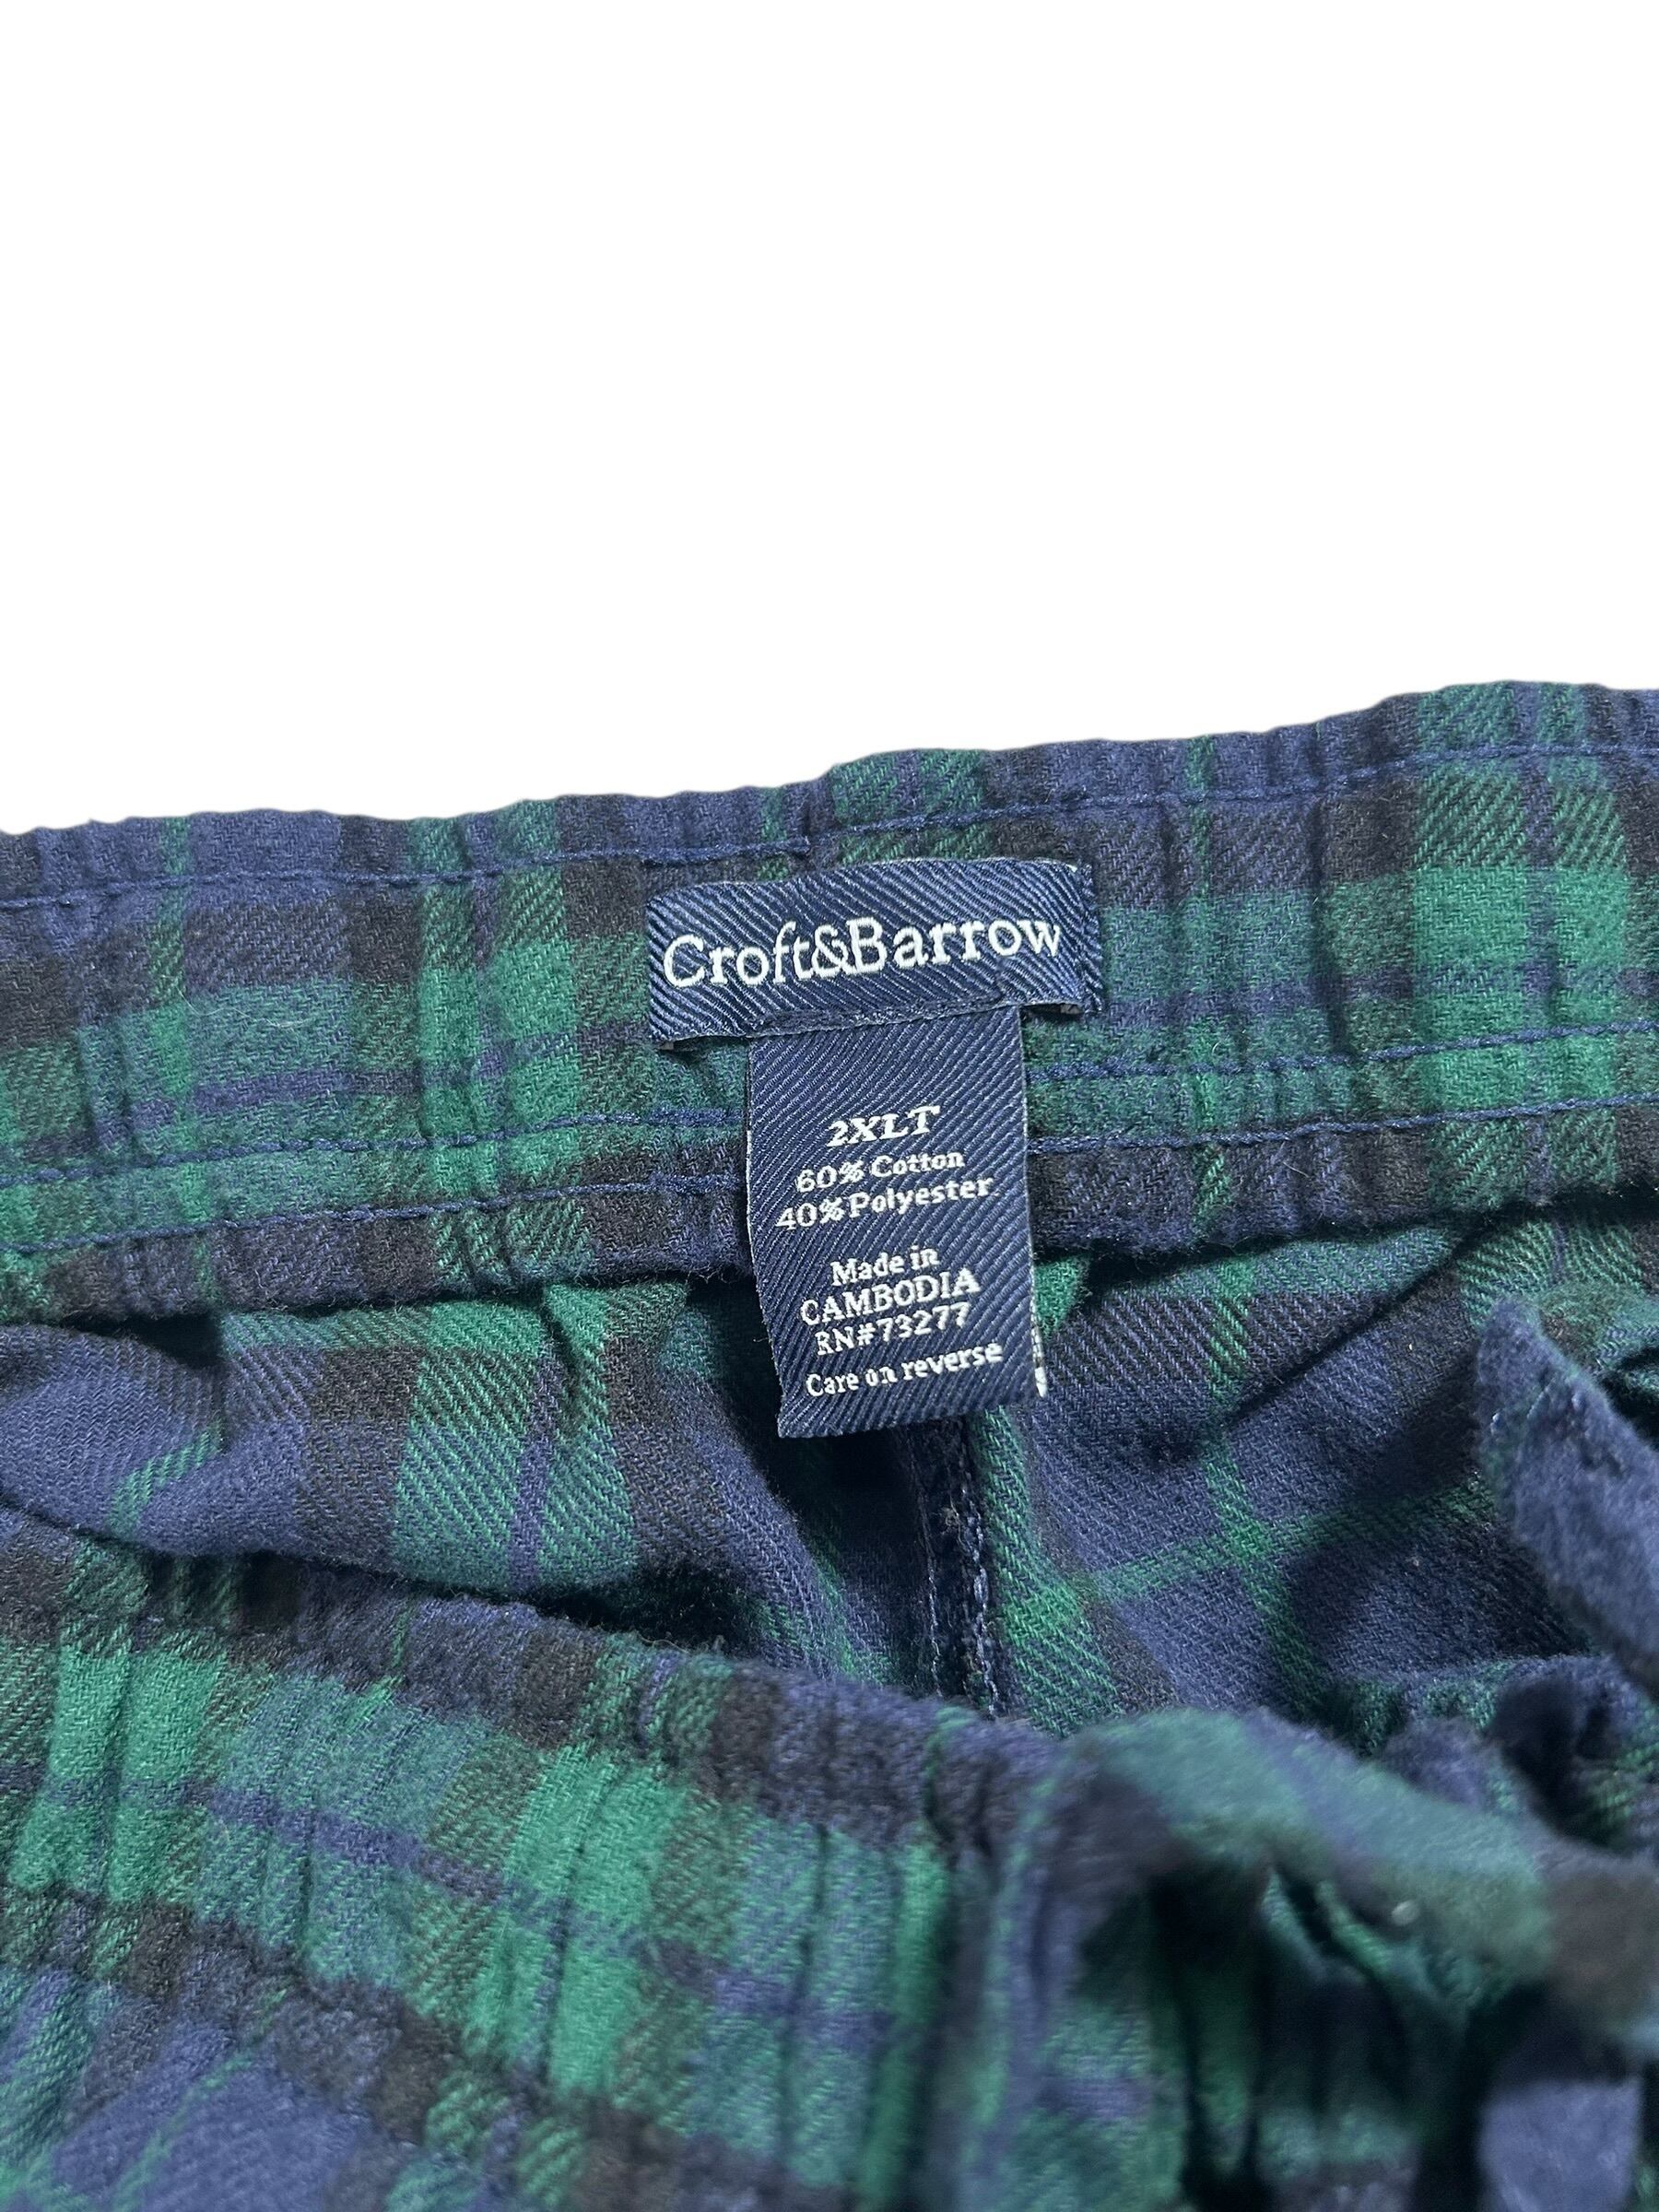 Croft&Barrow
2XLT
60% Cotton
40% Polyester
Made in
CAMBODIA
RN#73277
Care on reverse